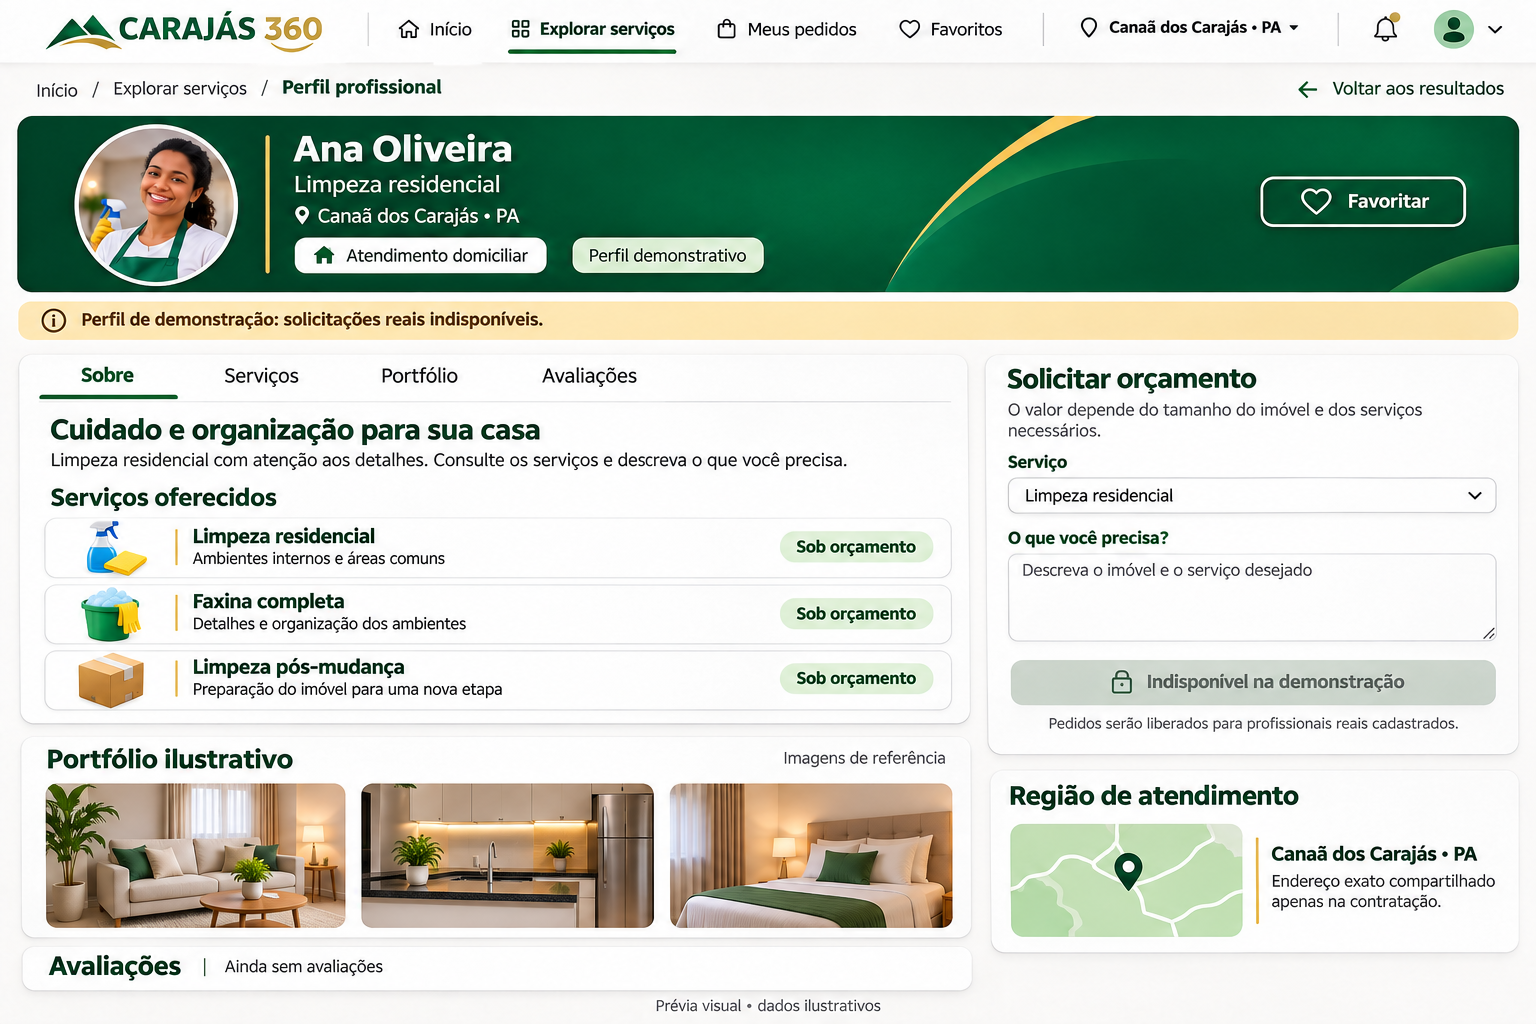 CARAJÁS 360
Início
Explorar serviços
Meus pedidos
Favoritos
Canaã dos Carajás • PA
Início / Explorar serviços / Perfil profissional
Voltar aos resultados
Ana Oliveira
Limpeza residencial
Canaã dos Carajás • PA
Atendimento domiciliar
Perfil demonstrativo
Favoritar
Perfil de demonstração: solicitações reais indisponíveis.
Sobre
Serviços
Portfólio
Avaliações
Cuidado e organização para sua casa
Limpeza residencial com atenção aos detalhes. Consulte os serviços e descreva o que você precisa.
Serviços oferecidos
Limpeza residencial
Ambientes internos e áreas comuns
Sob orçamento
Faxina completa
Detalhes e organização dos ambientes
Sob orçamento
Limpeza pós-mudança
Preparação do imóvel para uma nova etapa
Sob orçamento
Portfólio ilustrativo
Imagens de referência
Avaliações | Ainda sem avaliações
Solicitar orçamento
O valor depende do tamanho do imóvel e dos serviços
necessários.
Serviço
Limpeza residencial
O que você precisa?
Descreva o imóvel e o serviço desejado
Indisponível na demonstração
Pedidos serão liberados para profissionais reais cadastrados.
Região de atendimento
Canaã dos Carajás • PA
Endereço exato compartilhado
apenas na contratação.
Prévia visual • dados ilustrativos